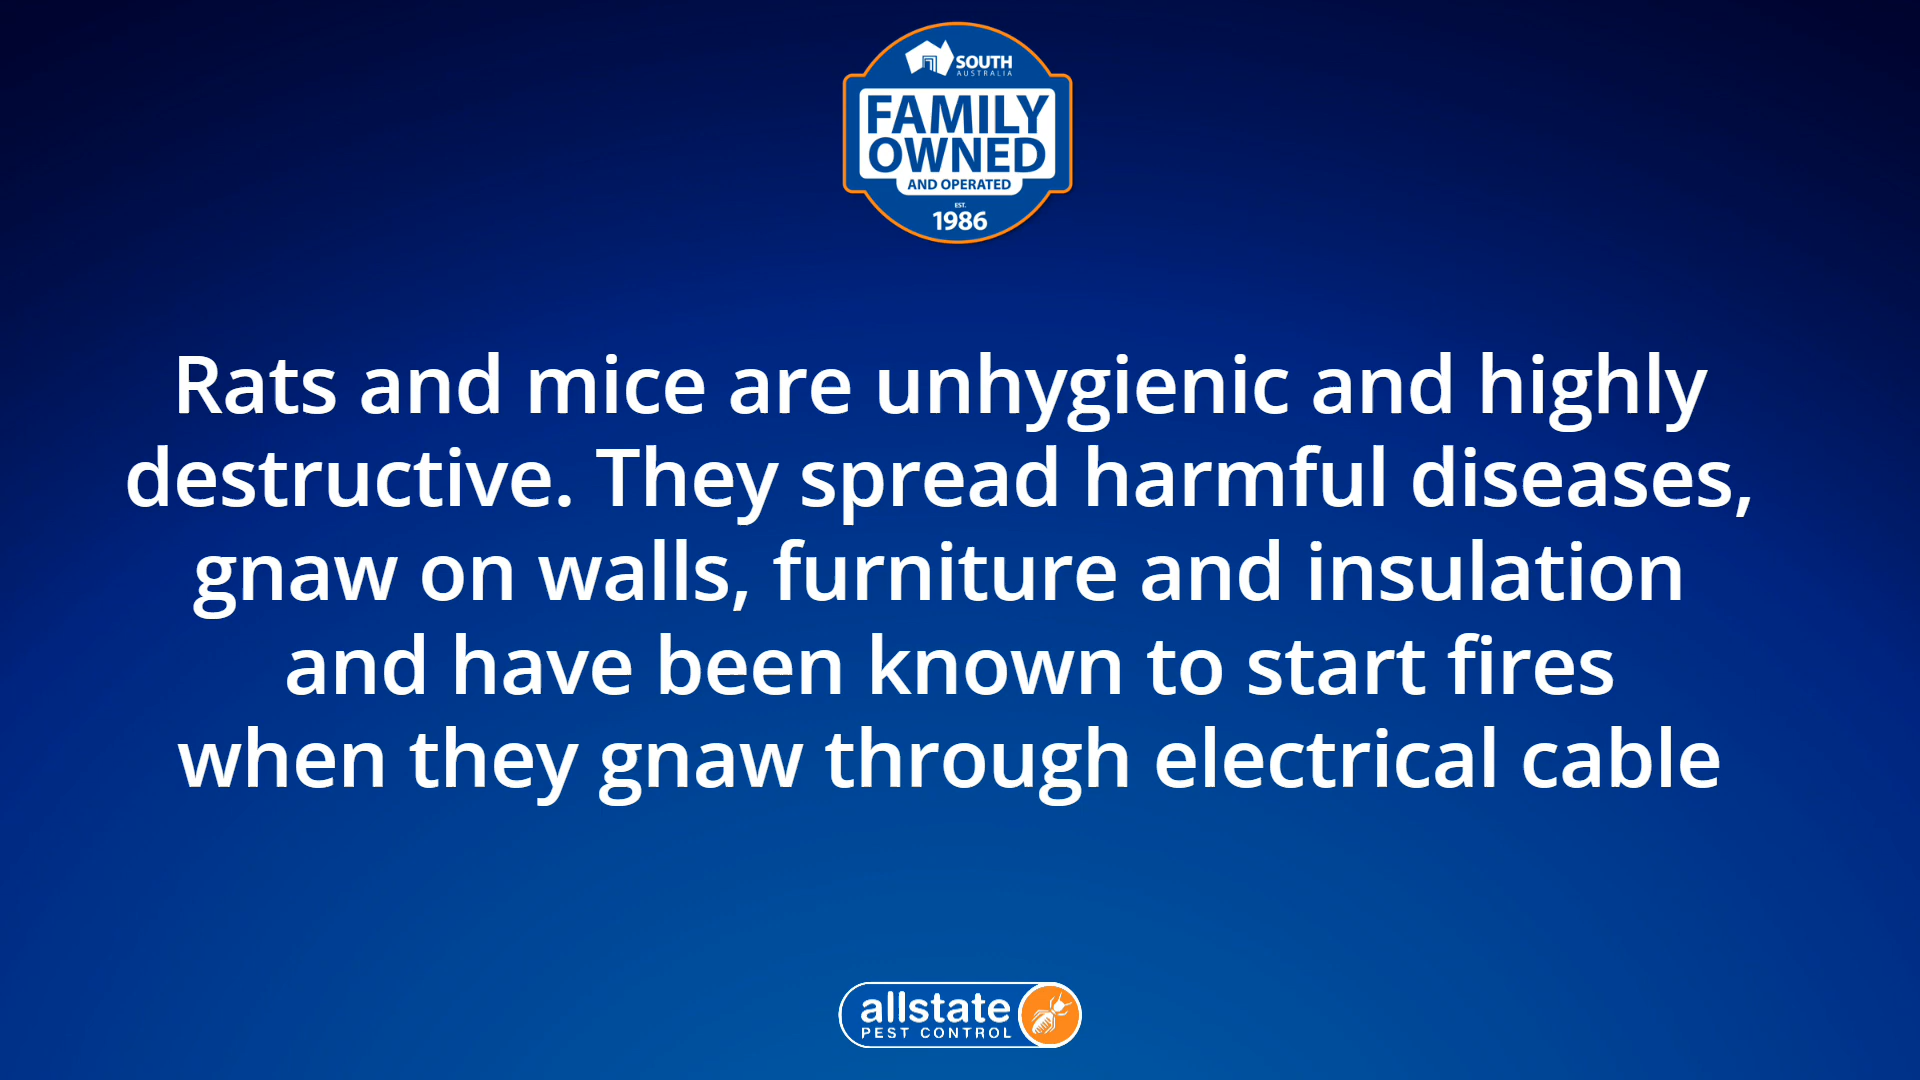 SOUTH
AUSTRALIA
FAMILY
OWNED
AND OPERATED
EST.
1986
Rats and mice are unhygienic and highly
destructive. They spread harmful diseases,
gnaw on walls, furniture and insulation
and have been known to start fires
when they gnaw through electrical cable
allstate
PEST CONTROL